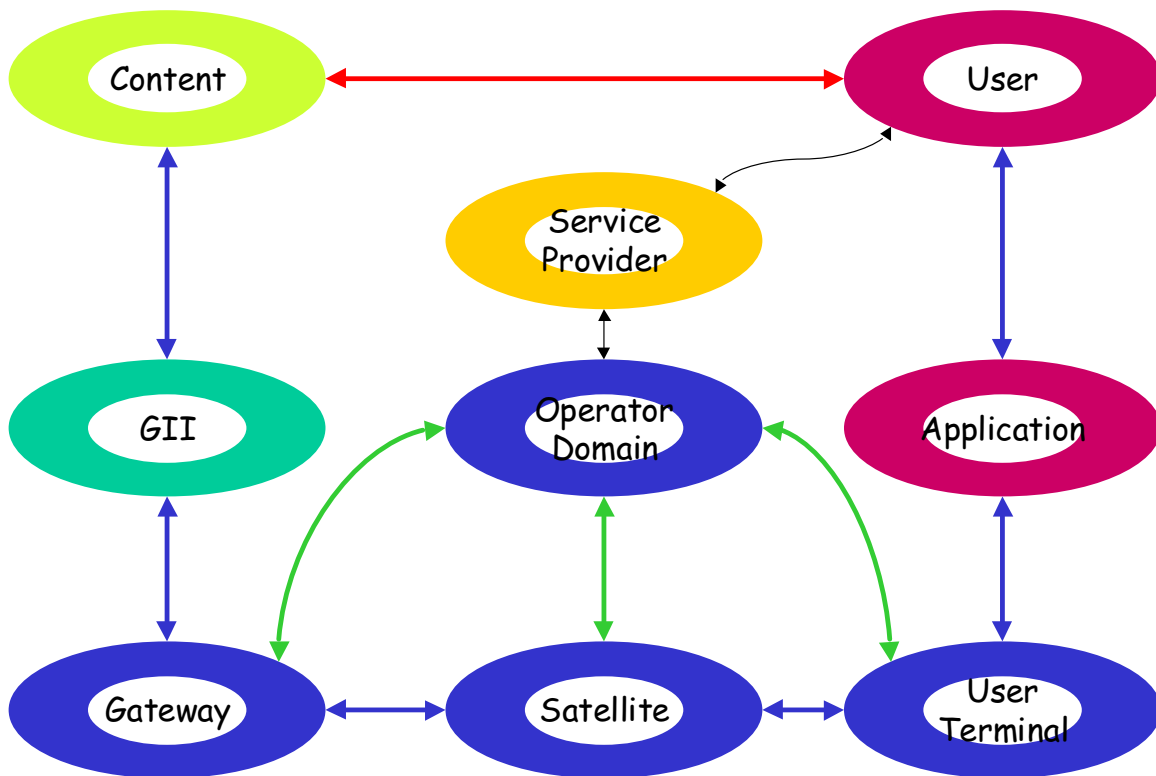 Content
User
Service
Provider
GII
Operator
Domain
Application
Gateway
Satellite
User
Terminal